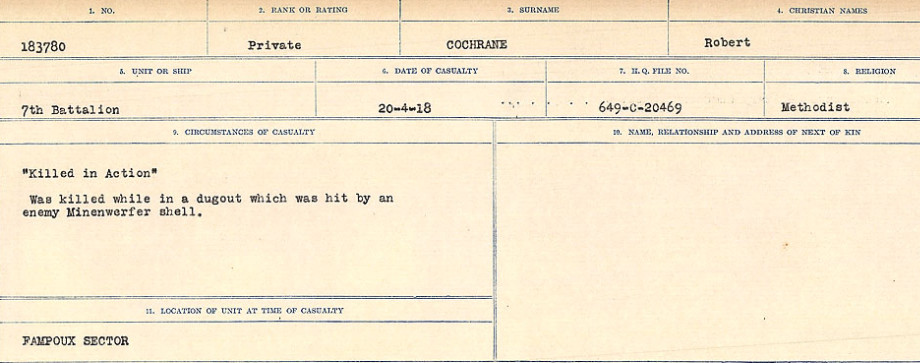 1. NO. 2. RANK OR RATING 3. SURNAME 4. CHRISTIAN NAMES
183780 Private COCHRANE Robert
5. UNIT OR SHIP 6. DATE OF CASUALTY 7. H.Q. FILE NO. 8. RELIGION
7th Battalion 20-4-18 649-C-20469 Methodist
9. CIRCUMSTANCES OF CASUALTY 10. NAME, RELATIONSHIP AND ADDRESS OF NEXT OF KIN
"Killed in Action"
Was killed while in a dugout which was hit by an
enemy Minenwerfer shell.
11. LOCATION OF UNIT AT TIME OF CASUALTY
FAMPOUX SECTOR